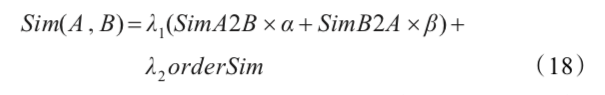 Sim(A,B)=λ₁(SimA2B×α+SimB2A×β)+
λ₂orderSim （18）